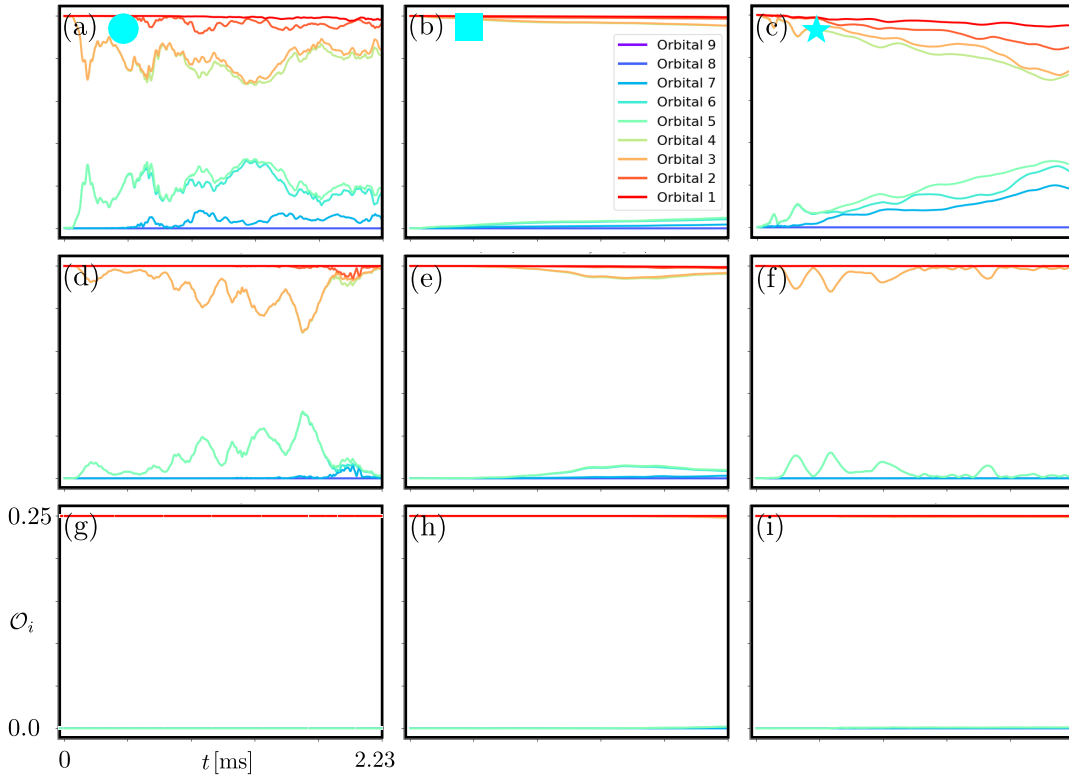 (a)
(b)
(c)
Orbital 9
Orbital 8
Orbital 7
Orbital 6
Orbital 5
Orbital 4
Orbital 3
Orbital 2
Orbital 1
(d)
(e)
(f)
(g)
(h)
(i)
0.25
𝒪i
0.0
0
t [ms]
2.23